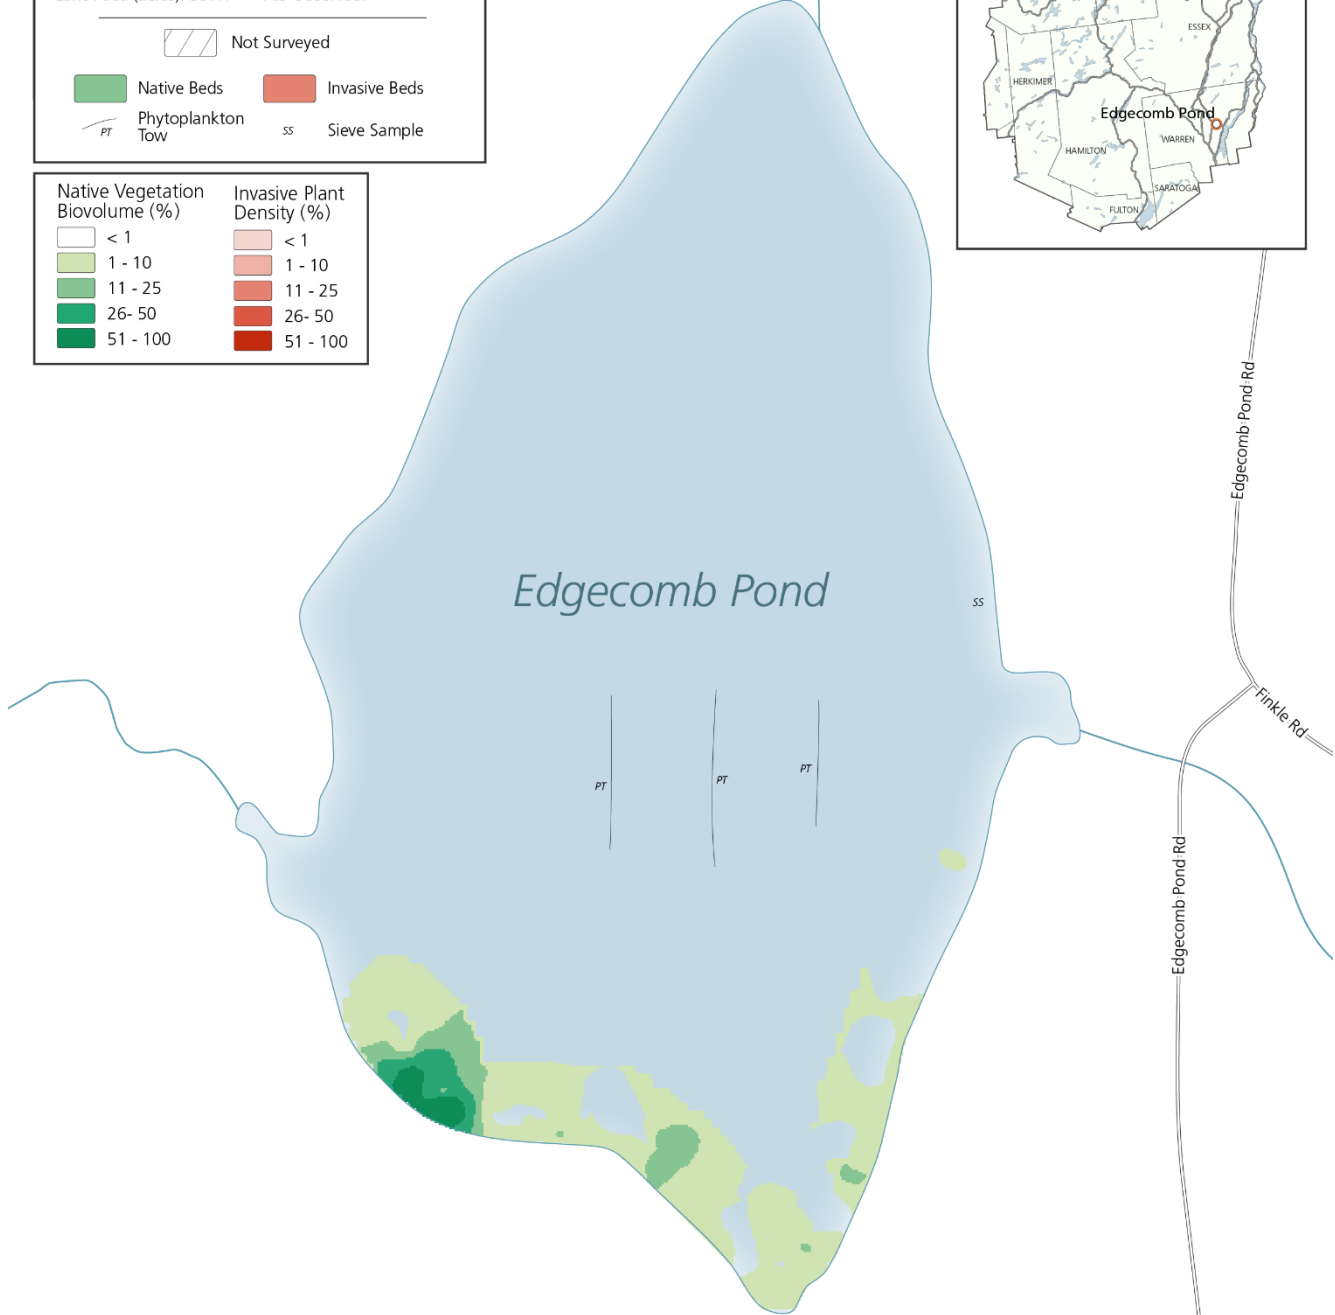 Not Surveyed
Native Beds
Invasive Beds
PT
Phytoplankton
Tow
SS
Sieve Sample
Native Vegetation
Biovolume (%)
< 1
1 - 10
11 - 25
26- 50
51 - 100
Invasive Plant
Density (%)
< 1
1 - 10
11 - 25
26- 50
51 - 100
ESSEX
HERKIMER
Edgecomb Pond
WARREN
HAMILTON
SARATOGA
FULTON
Edgecomb Pond Rd
Edgecomb Pond
SS
Finkle Rd
PT
PT
PT
Edgecomb Pond Rd